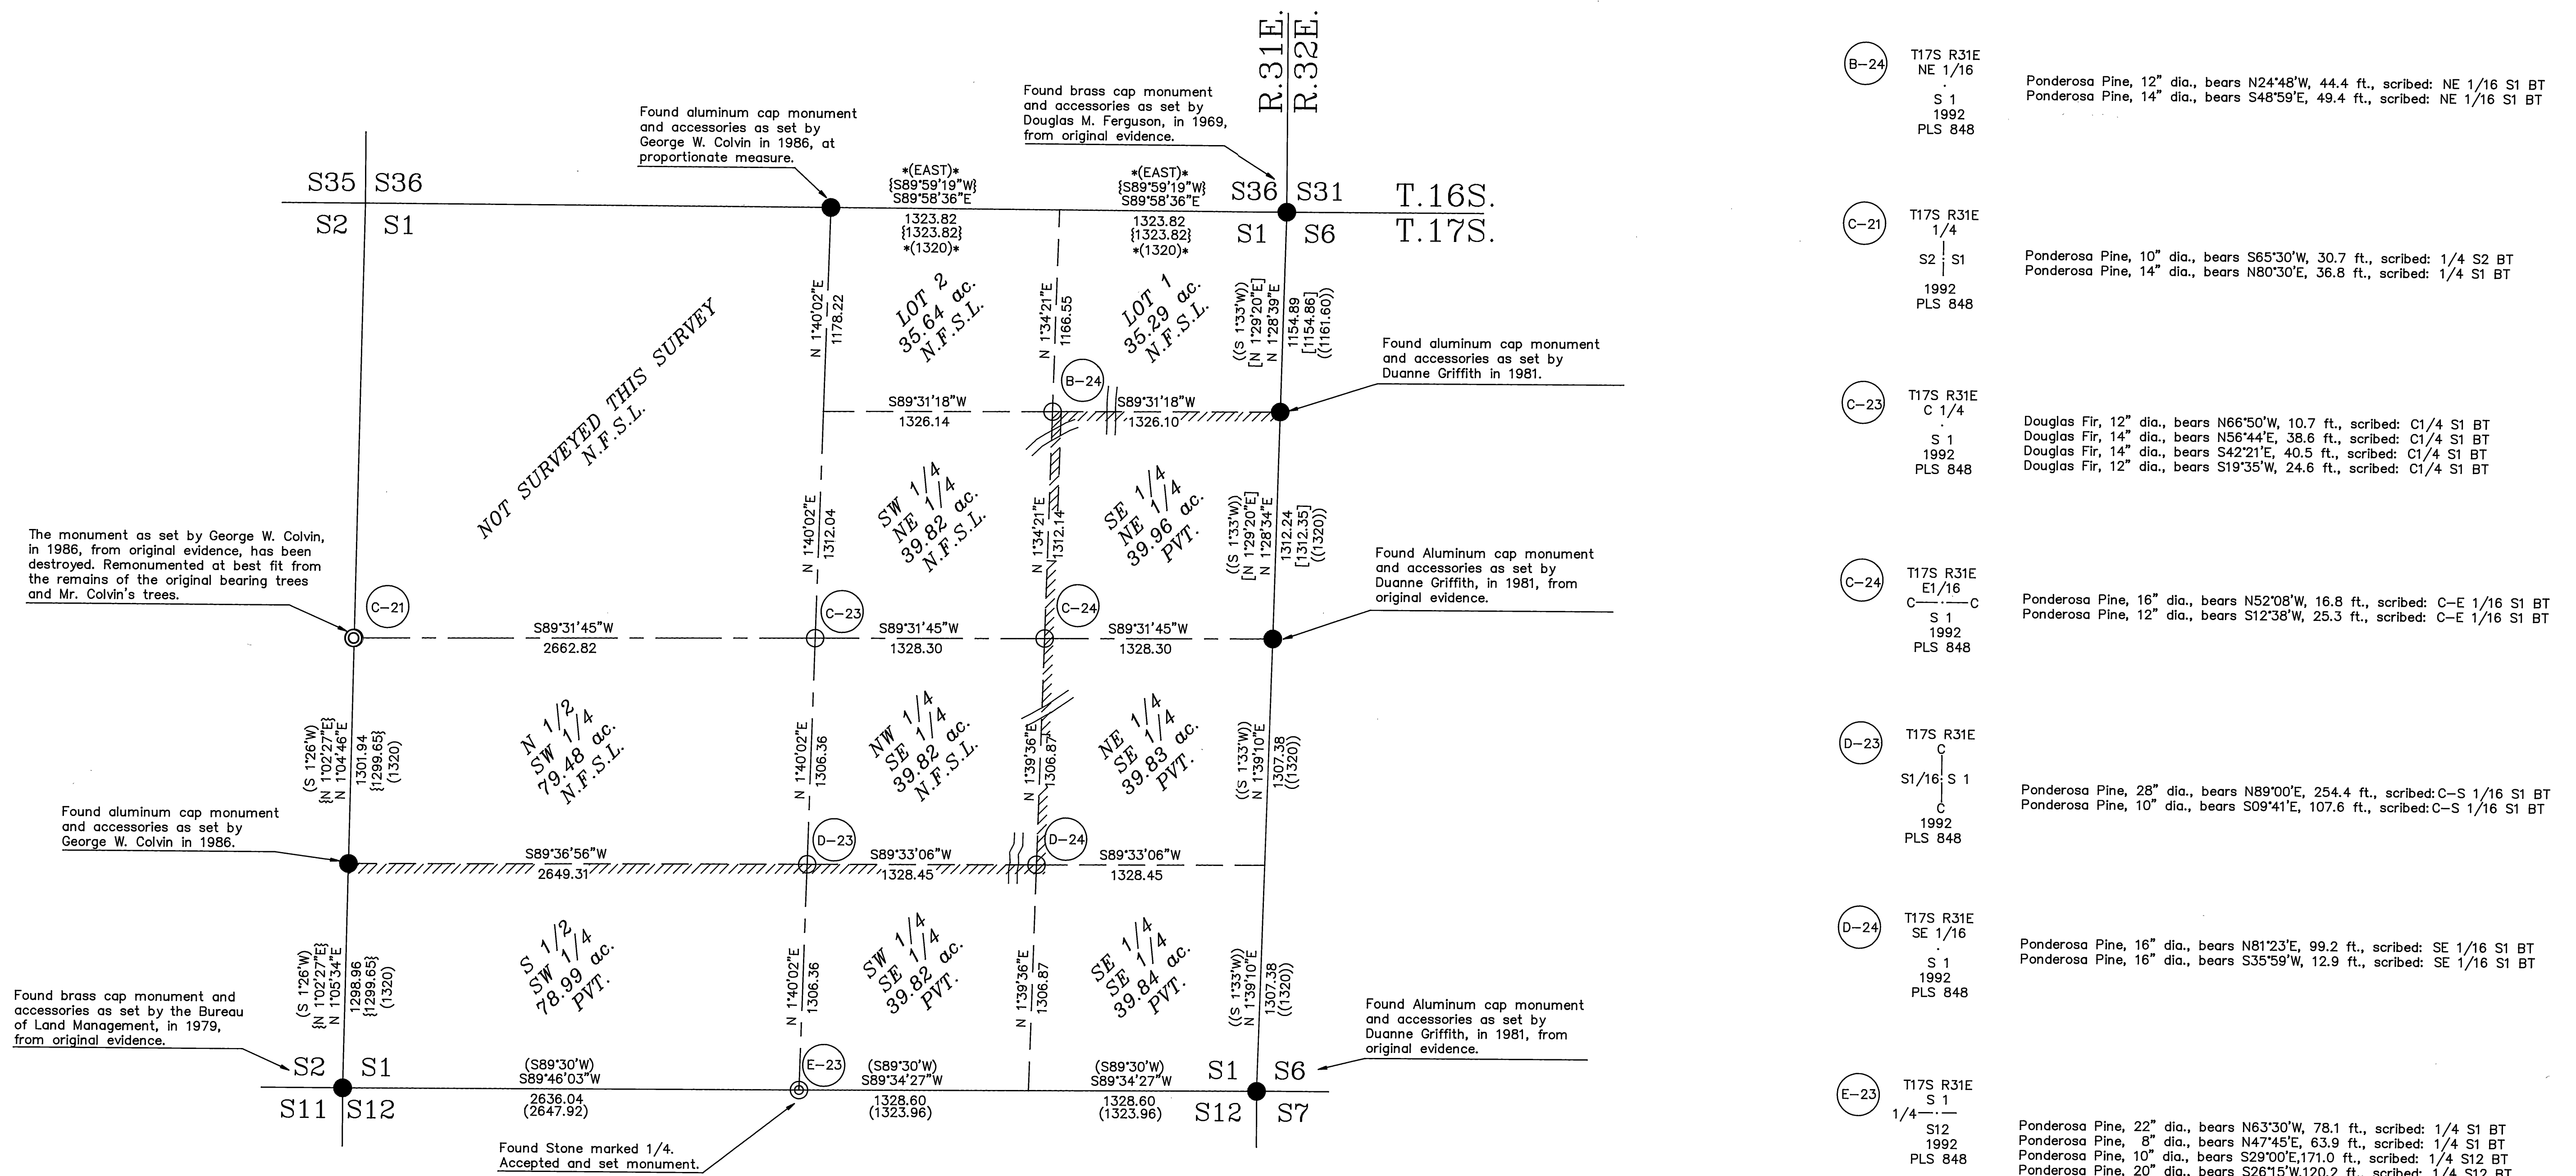 R.31E.
R.32E.
Found aluminum cap monument
and accessories as set by
George W. Colvin in 1986, at
proportionate measure.
Found brass cap monument
and accessories as set by
Douglas M. Ferguson, in 1969,
from original evidence.
S35 S36
S2 S1
*(EAST)*
{S89°59'19"W}
S89°58'36"E
1323.82
{1323.82}
*(1320)*
*(EAST)*
{S89°59'19"W}
S89°58'36"E
1323.82
{1323.82}
*(1320)*
S36 S31
S1 S6
T.16S.
T.17S.
NOT SURVEYED THIS SURVEY
N.F.S.L.
N 1°40'02"E
1178.22
LOT 2
35.64 ac.
N.F.S.L.
N 1°34'21"E
1166.55
LOT 1
35.29 ac.
N.F.S.L.
((S 1°33'W))
[N 1°29'20"E]
N 1°28'39"E
1154.89
[1154.86]
((1161.60))
Found aluminum cap monument
and accessories as set by
Duanne Griffith in 1981.
B-24
S89°31'18"W
1326.14
S89°31'18"W
1326.10
N 1°40'02"E
1312.04
SW 1/4
NE 1/4
39.82 ac.
N.F.S.L.
N 1°34'21"E
1312.14
SE 1/4
NE 1/4
39.96 ac.
PVT.
((S 1°33'W))
[N 1°29'20"E]
N 1°28'34"E
1312.24
[1312.35]
((1320))
Found Aluminum cap monument
and accessories as set by
Duanne Griffith, in 1981, from
original evidence.
The monument as set by George W. Colvin,
in 1986, from original evidence, has been
destroyed. Remonumented at best fit from
the remains of the original bearing trees
and Mr. Colvin's trees.
C-21
C-23
C-24
S89°31'45"W
2662.82
S89°31'45"W
1328.30
S89°31'45"W
1328.30
(S 1°26'W)
{N 1°02'27"E}
N 1°04'46"E
1301.94
{1299.65}
(1320)
N 1/2
SW 1/4
79.48 ac.
N.F.S.L.
N 1°40'02"E
1306.36
NW 1/4
SE 1/4
39.82 ac.
N.F.S.L.
N 1°39'36"E
1306.87
NE 1/4
SE 1/4
39.83 ac.
PVT.
((S 1°33'W))
N 1°39'10"E
1307.38
((1320))
Found aluminum cap monument
and accessories as set by
George W. Colvin in 1986.
D-23
D-24
S89°36'56"W
2649.31
S89°33'06"W
1328.45
S89°33'06"W
1328.45
(S 1°26'W)
{N 1°02'27"E}
N 1°05'34"E
1298.96
{1299.65}
(1320)
S 1/2
SW 1/4
78.99 ac.
PVT.
N 1°40'02"E
1306.36
SW 1/4
SE 1/4
39.82 ac.
PVT.
N 1°39'36"E
1306.87
SE 1/4
SE 1/4
39.84 ac.
PVT.
((S 1°33'W))
N 1°39'10"E
1307.38
((1320))
Found brass cap monument and
accessories as set by the Bureau
of Land Management, in 1979,
from original evidence.
Found Aluminum cap monument
and accessories as set by
Duanne Griffith, in 1981, from
original evidence.
S2 S1
S11 S12
(S89°30'W)
S89°46'03"W
2636.04
(2647.92)
E-23
(S89°30'W)
S89°34'27"W
1328.60
(1323.96)
(S89°30'W)
S89°34'27"W
1328.60
(1323.96)
S1 S6
S12 S7
Found Stone marked 1/4.
Accepted and set monument.
B-24
T17S R31E
NE 1/16
S 1
1992
PLS 848
Ponderosa Pine, 12" dia., bears N24°48'W, 44.4 ft., scribed: NE 1/16 S1 BT
Ponderosa Pine, 14" dia., bears S48°59'E, 49.4 ft., scribed: NE 1/16 S1 BT
C-21
T17S R31E
1/4
S2 S1
1992
PLS 848
Ponderosa Pine, 10" dia., bears S65°30'W, 30.7 ft., scribed: 1/4 S2 BT
Ponderosa Pine, 14" dia., bears N80°30'E, 36.8 ft., scribed: 1/4 S1 BT
C-23
T17S R31E
C 1/4
S 1
1992
PLS 848
Douglas Fir, 12" dia., bears N66°50'W, 10.7 ft., scribed: C1/4 S1 BT
Douglas Fir, 14" dia., bears N56°44'E, 38.6 ft., scribed: C1/4 S1 BT
Douglas Fir, 14" dia., bears S42°21'E, 40.5 ft., scribed: C1/4 S1 BT
Douglas Fir, 12" dia., bears S19°35'W, 24.6 ft., scribed: C1/4 S1 BT
C-24
T17S R31E
E1/16
C—·—C
S 1
1992
PLS 848
Ponderosa Pine, 16" dia., bears N52°08'W, 16.8 ft., scribed: C-E 1/16 S1 BT
Ponderosa Pine, 12" dia., bears S12°38'W, 25.3 ft., scribed: C-E 1/16 S1 BT
D-23
T17S R31E
C
S1/16 S 1
C
1992
PLS 848
Ponderosa Pine, 28" dia., bears N89°00'E, 254.4 ft., scribed: C-S 1/16 S1 BT
Ponderosa Pine, 10" dia., bears S09°41'E, 107.6 ft., scribed: C-S 1/16 S1 BT
D-24
T17S R31E
SE 1/16
S 1
1992
PLS 848
Ponderosa Pine, 16" dia., bears N81°23'E, 99.2 ft., scribed: SE 1/16 S1 BT
Ponderosa Pine, 16" dia., bears S35°59'W, 12.9 ft., scribed: SE 1/16 S1 BT
E-23
T17S R31E
S 1
1/4—·—
S12
1992
PLS 848
Ponderosa Pine, 22" dia., bears N63°30'W, 78.1 ft., scribed: 1/4 S1 BT
Ponderosa Pine, 8" dia., bears N47°45'E, 63.9 ft., scribed: 1/4 S1 BT
Ponderosa Pine, 10" dia., bears S29°00'E,171.0 ft., scribed: 1/4 S12 BT
Ponderosa Pine, 20" dia., bears S26°15'W,120.2 ft., scribed: 1/4 S12 BT